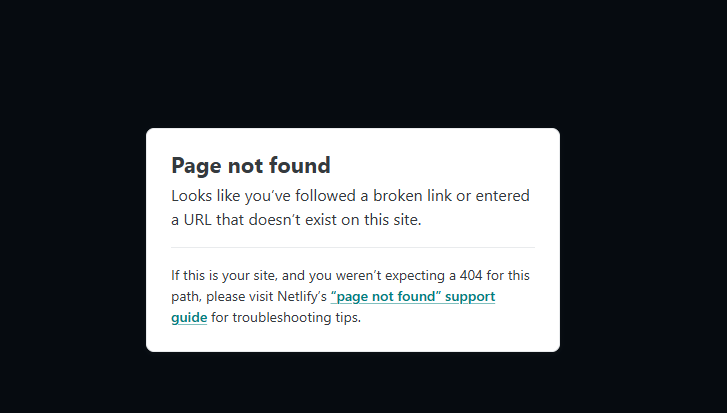 Page not found
Looks like you’ve followed a broken link or entered
a URL that doesn’t exist on this site.
If this is your site, and you weren’t expecting a 404 for this
path, please visit Netlify’s “page not found” support
guide for troubleshooting tips.